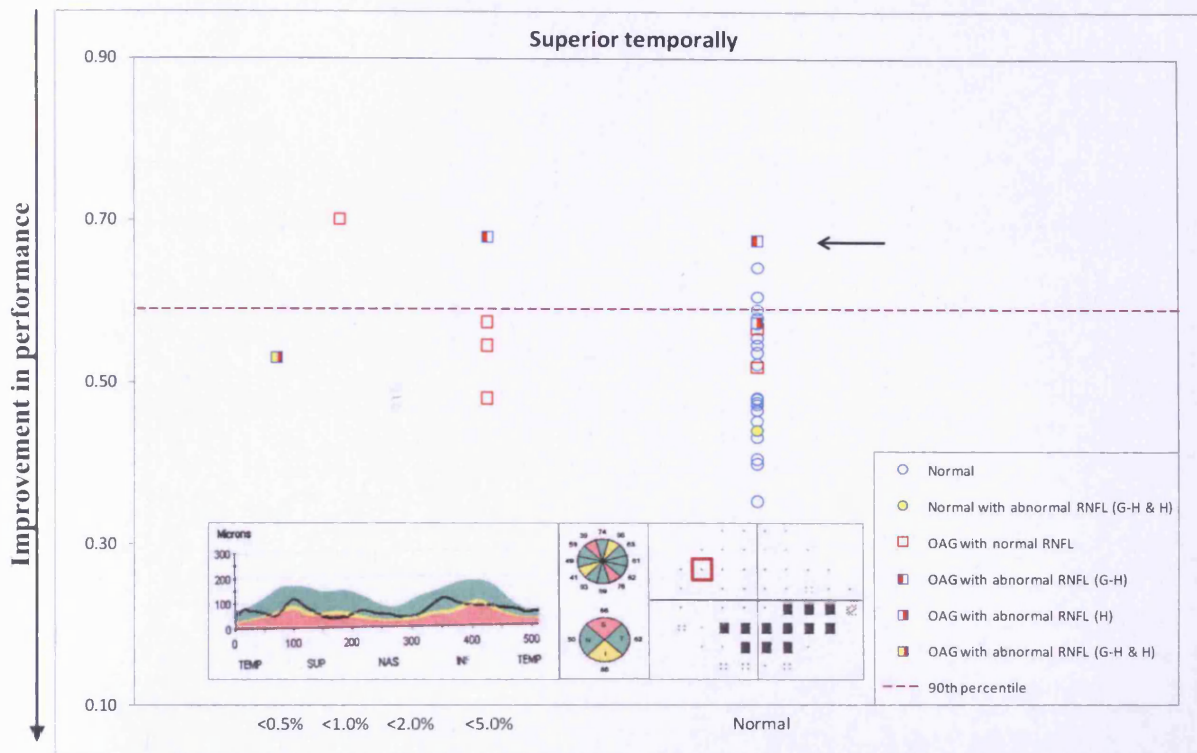 Superior temporally
Improvement in performance
0.90
0.70
0.50
0.30
0.10
<0.5% <1.0% <2.0% <5.0% Normal
Normal
Normal with abnormal RNFL (G-H & H)
OAG with normal RNFL
OAG with abnormal RNFL (G-H)
OAG with abnormal RNFL (H)
OAG with abnormal RNFL (G-H & H)
90th percentile
Microns
300
200
100
0
0 100 200 300 400 500
TEMP SUP NAS TEMP
74
S
N T
I